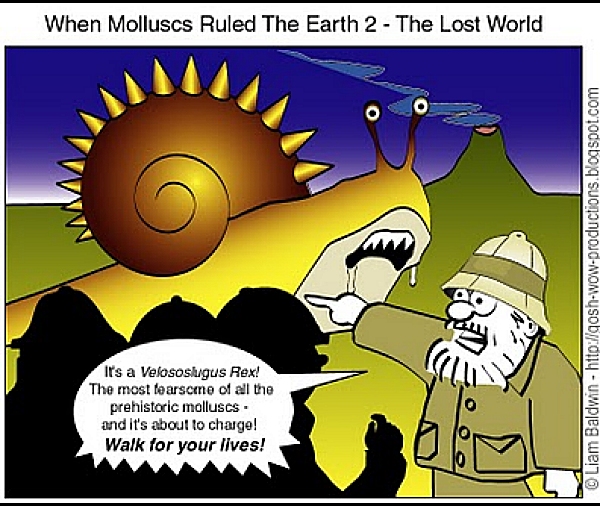 When Molluscs Ruled The Earth 2 - The Lost World
It's a Velososlugus Rex!
The most fearsome of all the
prehistoric molluscs -
and it's about to charge!
Walk for your lives!
© Liam Baldwin - http://gosh-wow-productions.blogspot.com